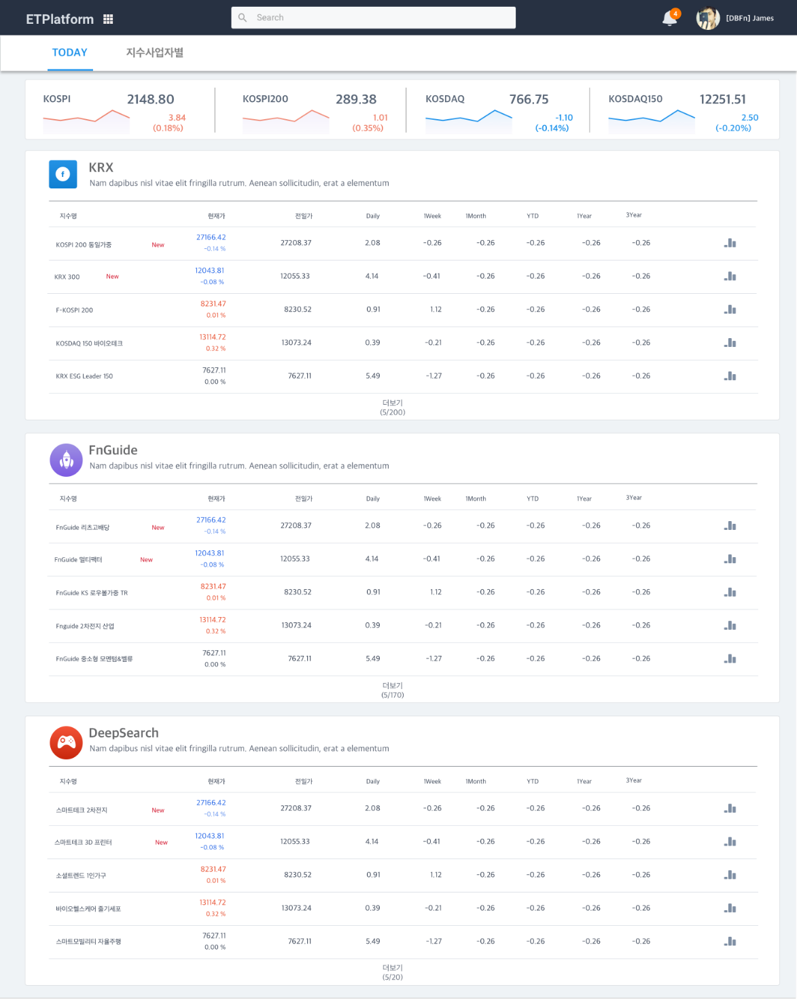 ETPlatform
Search
4
[DBFn] James
TODAY 지수사업자별
KOSPI 2148.80
3.84
(0.18%)
KOSPI200 289.38
1.01
(0.35%)
KOSDAQ 766.75
-1.10
(-0.14%)
KOSDAQ150 12251.51
2.50
(-0.20%)
KRX
Nam dapibus nisl vitae elit fringilla rutrum. Aenean sollicitudin, erat a elementum
지수명 현재가 전일가 Daily 1Week 1Month YTD 1Year 3Year
KOSPI 200 동일가중 New 27166.42 27208.37 2.08 -0.26 -0.26 -0.26 -0.26 -0.26
-0.14 %
KRX 300 New 12043.81 12055.33 4.14 -0.41 -0.26 -0.26 -0.26 -0.26
-0.08 %
F-KOSPI 200 8231.47 8230.52 0.91 1.12 -0.26 -0.26 -0.26 -0.26
0.01 %
KOSDAQ 150 바이오테크 13114.72 13073.24 0.39 -0.21 -0.26 -0.26 -0.26 -0.26
0.32 %
KRX ESG Leader 150 7627.11 7627.11 5.49 -1.27 -0.26 -0.26 -0.26 -0.26
0.00 %
더보기
(5/200)
FnGuide
Nam dapibus nisl vitae elit fringilla rutrum. Aenean sollicitudin, erat a elementum
지수명 현재가 전일가 Daily 1Week 1Month YTD 1Year 3Year
FnGuide 리츠고배당 New 27166.42 27208.37 2.08 -0.26 -0.26 -0.26 -0.26 -0.26
-0.14 %
FnGuide 멀티팩터 New 12043.81 12055.33 4.14 -0.41 -0.26 -0.26 -0.26 -0.26
-0.08 %
FnGuide KS 로우볼가중 TR 8231.47 8230.52 0.91 1.12 -0.26 -0.26 -0.26 -0.26
0.01 %
Fnguide 2차전지 산업 13114.72 13073.24 0.39 -0.21 -0.26 -0.26 -0.26 -0.26
0.32 %
FnGuide 중소형 모멘텀&벨류 7627.11 7627.11 5.49 -1.27 -0.26 -0.26 -0.26 -0.26
0.00 %
더보기
(5/170)
DeepSearch
Nam dapibus nisl vitae elit fringilla rutrum. Aenean sollicitudin, erat a elementum
지수명 현재가 전일가 Daily 1Week 1Month YTD 1Year 3Year
스마트테크 2차전지 New 27166.42 27208.37 2.08 -0.26 -0.26 -0.26 -0.26 -0.26
-0.14 %
스마트테크 3D 프린터 New 12043.81 12055.33 4.14 -0.41 -0.26 -0.26 -0.26 -0.26
-0.08 %
소셜트렌드 1인가구 8231.47 8230.52 0.91 1.12 -0.26 -0.26 -0.26 -0.26
0.01 %
바이오헬스케어 줄기세포 13114.72 13073.24 0.39 -0.21 -0.26 -0.26 -0.26 -0.26
0.32 %
스마트모빌리티 자율주행 7627.11 7627.11 5.49 -1.27 -0.26 -0.26 -0.26 -0.26
0.00 %
더보기
(5/20)